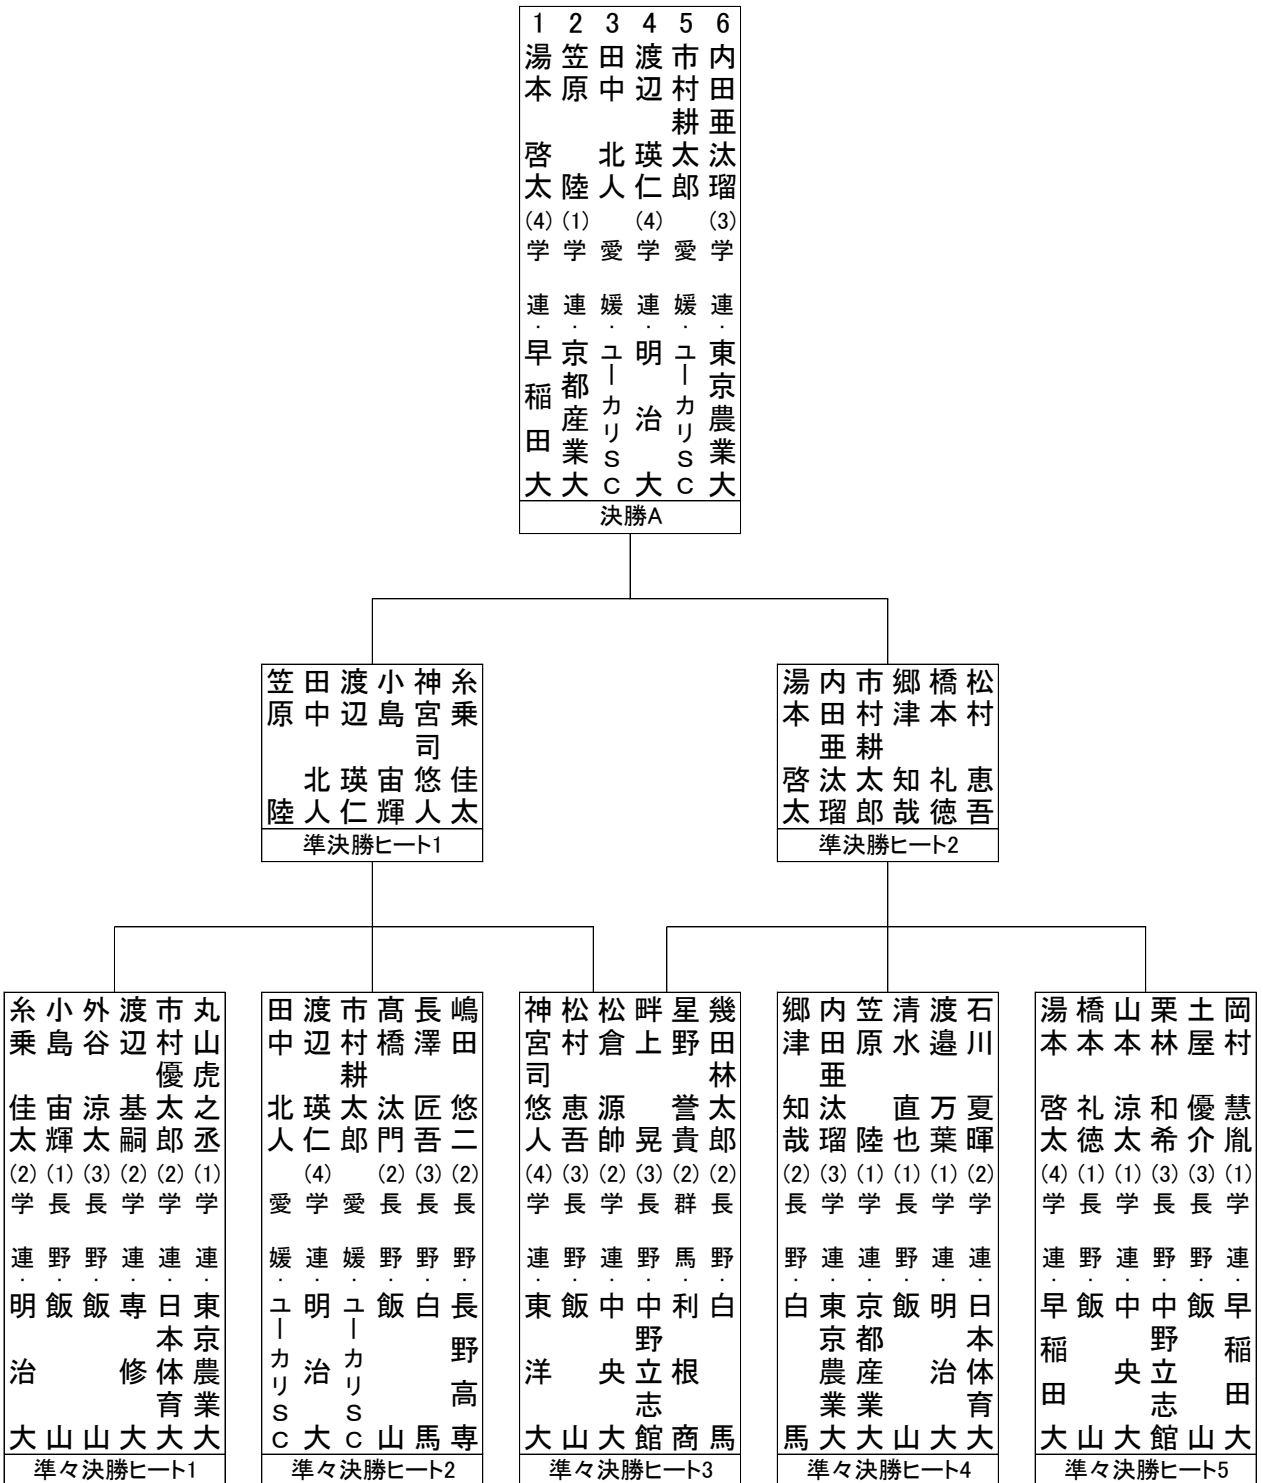 1 2 3 4 5 6
湯本 啓太(4)学連・早稲田大
笠原 陸(1)学連・京都産業大
田中 北人 愛媛・ユーカリSC
渡辺 瑛仁(4)学連・明治大
市村耕太郎 愛媛・ユーカリSC
内田亜汰瑠(3)学連・東京農業大
決勝A
笠原 陸
田中 北人
渡辺 瑛仁
小島 宙輝
神宮司悠人
糸乗 佳太
準決勝ヒート1
湯本 啓太
内田亜汰瑠
市村耕太郎
郷津 知哉
橋本 礼徳
松村 恵吾
準決勝ヒート2
糸乗 佳太(2)学連・明治大
小島 宙輝(1)長野・飯山
外谷 涼太(3)長野・飯山
渡辺 基嗣(2)学連・専修大
市村優太郎(2)学連・日本体育大
丸山虎之丞(1)学連・東京農業大
準々決勝ヒート1
田中 北人 愛媛・ユーカリSC
渡辺 瑛仁(4)学連・明治大
市村耕太郎 愛媛・ユーカリSC
髙橋 汰門(2)長野・飯山
長澤 匠吾(3)長野・白馬
嶋田 悠二(2)長野・長野高専
準々決勝ヒート2
神宮司悠人(4)学連・東洋大
松村 恵吾(3)長野・飯山
松倉 源帥(2)学連・中央大
畔上 晃(3)長野・中野立志館
星野 誉貴(2)群馬・利根商
幾田林太郎(2)長野・白馬
準々決勝ヒート3
郷津 知哉(2)長野・白馬
内田亜汰瑠(3)学連・東京農業大
笠原 陸(1)学連・京都産業大
清水 直也(1)長野・飯山
渡邉 万葉(1)学連・明治大
石川 夏暉(2)学連・日本体育大
準々決勝ヒート4
湯本 啓太(4)学連・早稲田大
橋本 礼徳(1)長野・飯山
山本 涼太(1)学連・中央大
栗林 和希(3)長野・中野立志館
土屋 優介(3)長野・飯山
岡村 慧胤(1)学連・早稲田大
準々決勝ヒート5